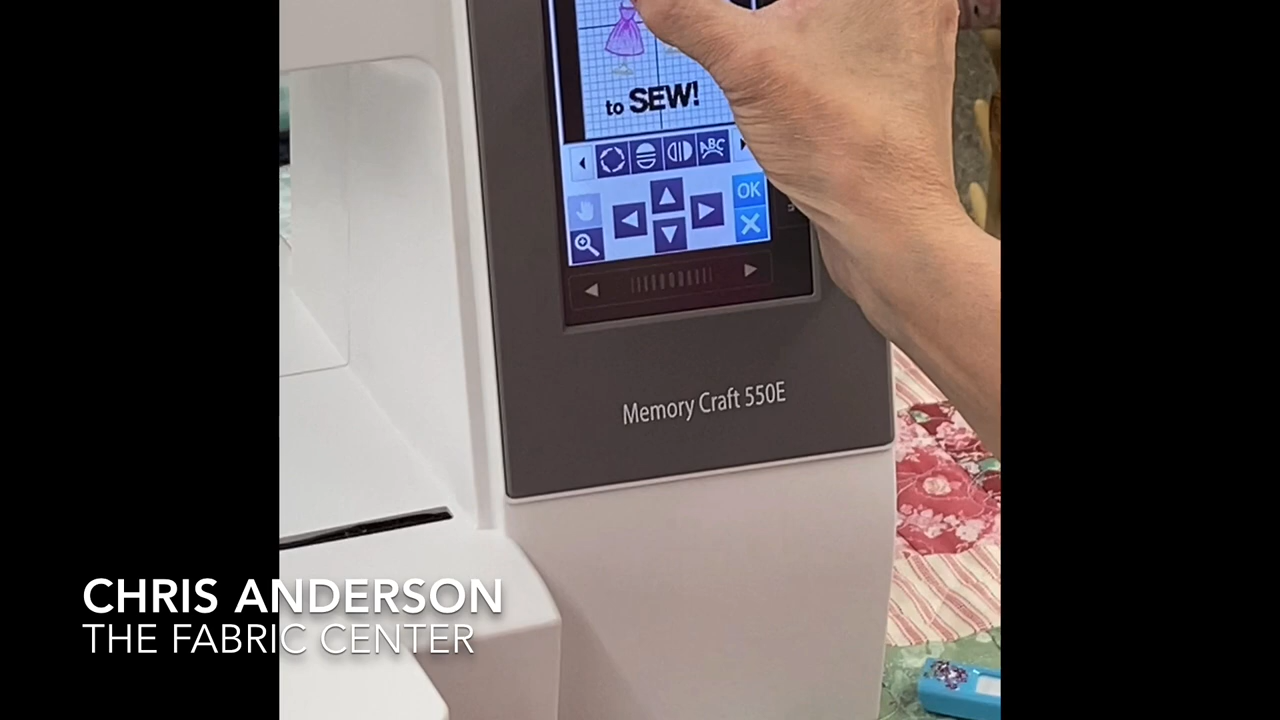 to SEW!
ABC
OK
Memory Craft 550E
CHRIS ANDERSON
THE FABRIC CENTER